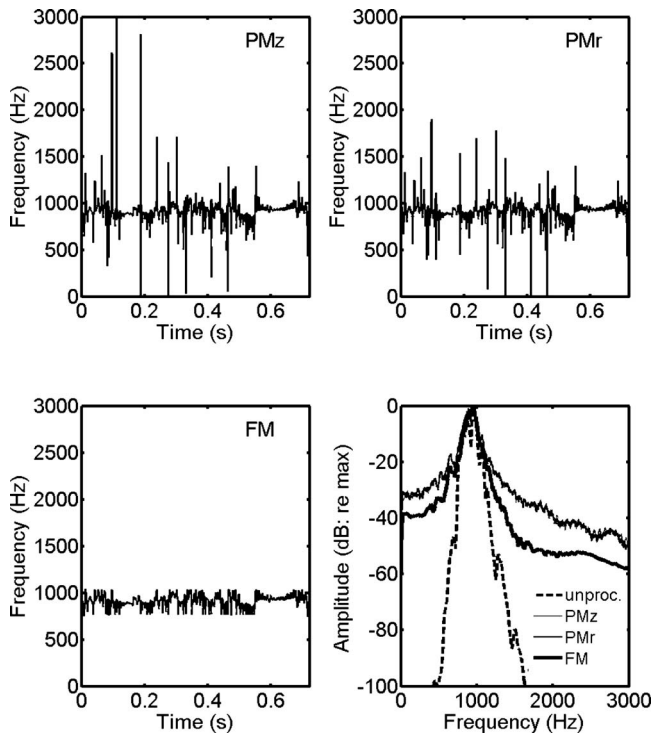 PMz
Frequency (Hz)
3000
2500
2000
1500
1000
500
0
0 0.2 0.4 0.6
Time (s)
PMr
Frequency (Hz)
3000
2500
2000
1500
1000
500
0
0 0.2 0.4 0.6
Time (s)
FM
Frequency (Hz)
3000
2500
2000
1500
1000
500
0
0 0.2 0.4 0.6
Time (s)
Amplitude (dB: re max)
0
-20
-40
-60
-80
-100
unproc.
PMz
PMr
FM
0 1000 2000 3000
Frequency (Hz)